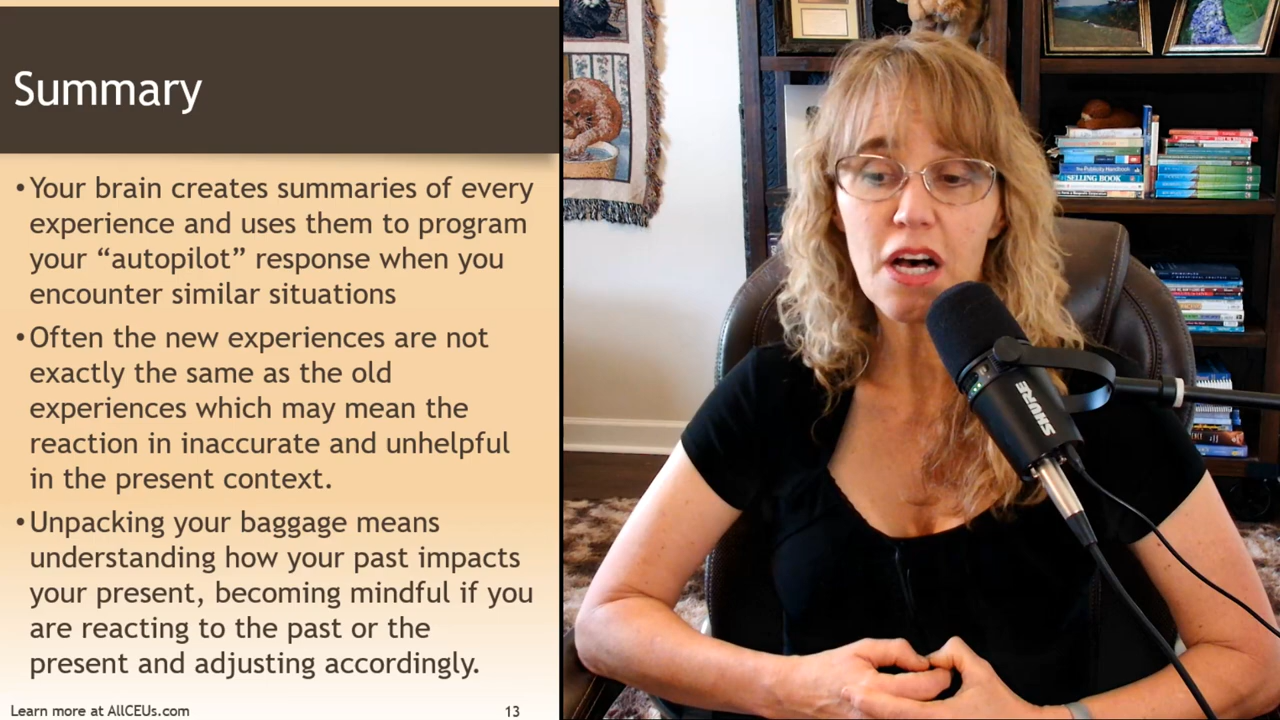 Summary
•Your brain creates summaries of every
experience and uses them to program
your “autopilot” response when you
encounter similar situations
•Often the new experiences are not
exactly the same as the old
experiences which may mean the
reaction in inaccurate and unhelpful
in the present context.
•Unpacking your baggage means
understanding how your past impacts
your present, becoming mindful if you
are reacting to the past or the
present and adjusting accordingly.
Learn more at AllCEUs.com
13
SHURE
SELLING BOOK